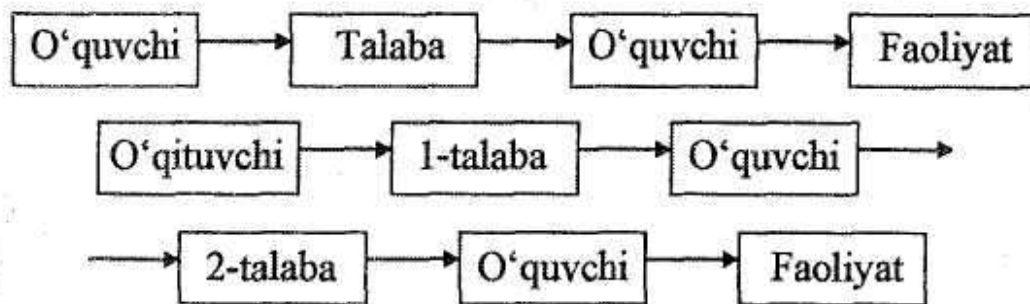 O‘quvchi Talaba O‘quvchi Faoliyat
O‘qituvchi 1-talaba O‘quvchi
2-talaba O‘quvchi Faoliyat